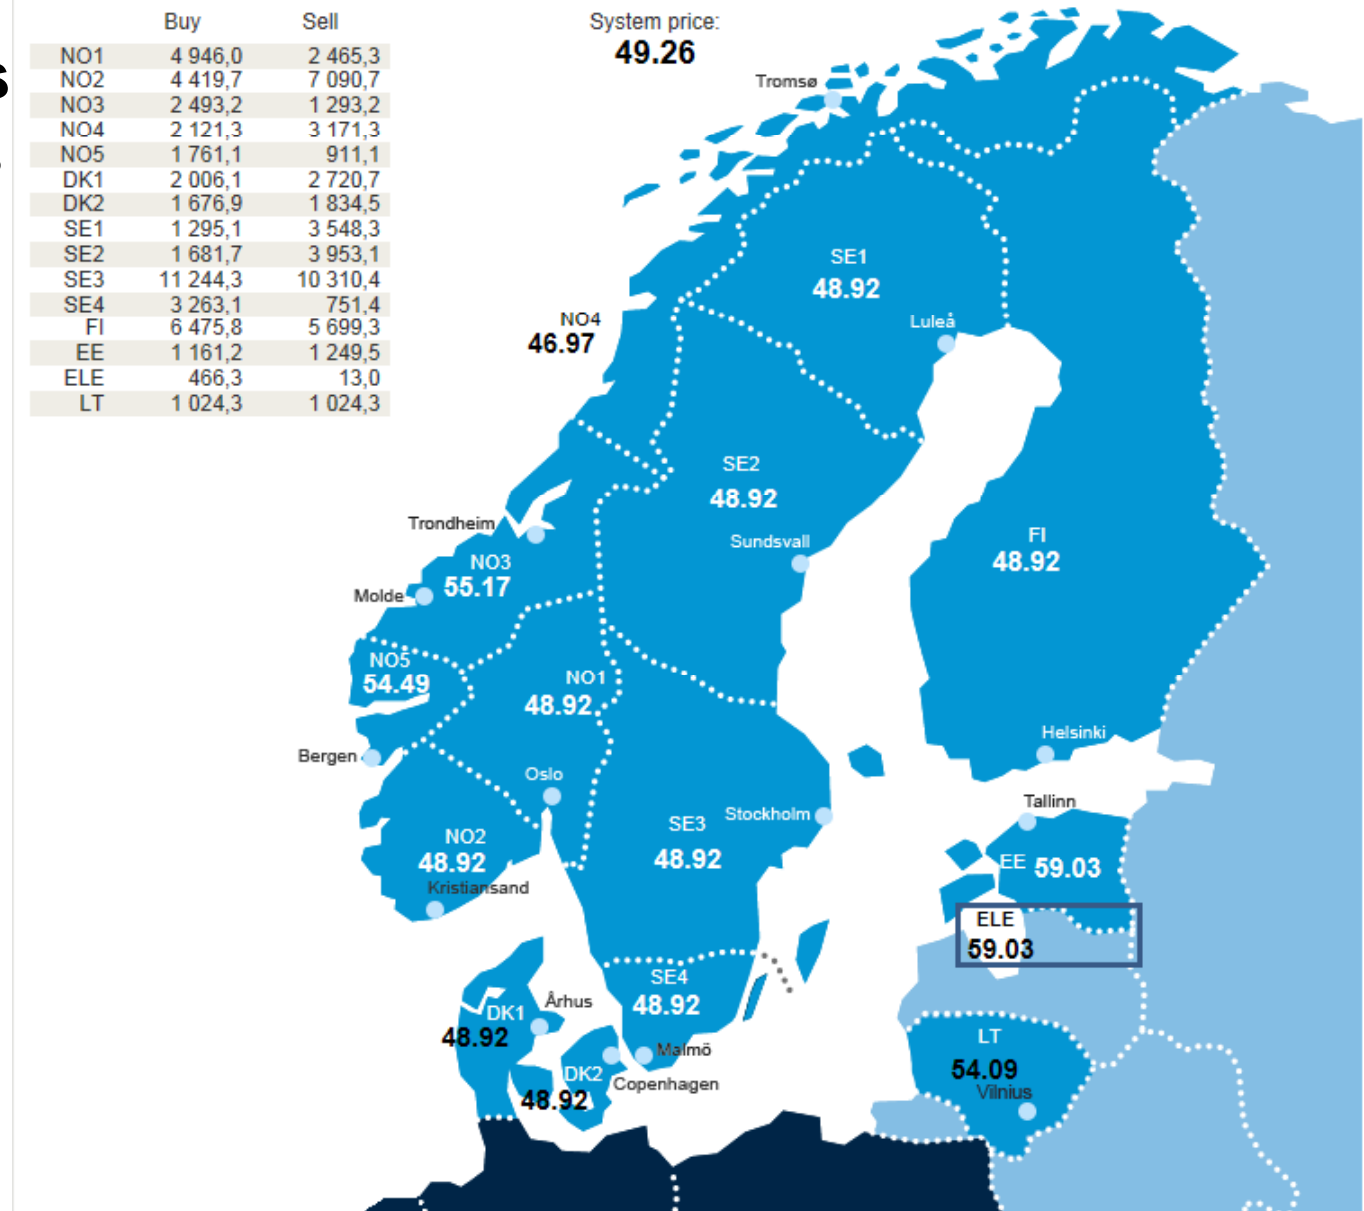 Buy Sell
NO1 4 946,0 2 465,3
NO2 4 419,7 7 090,7
NO3 2 493,2 1 293,2
NO4 2 121,3 3 171,3
NO5 1 761,1 911,1
DK1 2 006,1 2 720,7
DK2 1 676,9 1 834,5
SE1 1 295,1 3 548,3
SE2 1 681,7 3 953,1
SE3 11 244,3 10 310,4
SE4 3 263,1 751,4
FI 6 475,8 5 699,3
EE 1 161,2 1 249,5
ELE 466,3 13,0
LT 1 024,3 1 024,3
System price:
49.26
Tromsø
SE1
48.92
Luleå
NO4
46.97
SE2
48.92
Sundsvall
FI
48.92
Trondheim
NO3
55.17
Molde
NO5
54.49
NO1
48.92
Bergen
Oslo
Helsinki
Tallinn
SE3
48.92
Stockholm
NO2
48.92
Kristiansand
EE 59.03
ELE
59.03
SE4
48.92
DK1
48.92
Århus
Malmö
DK2
48.92
Copenhagen
LT
54.09
Vilnius